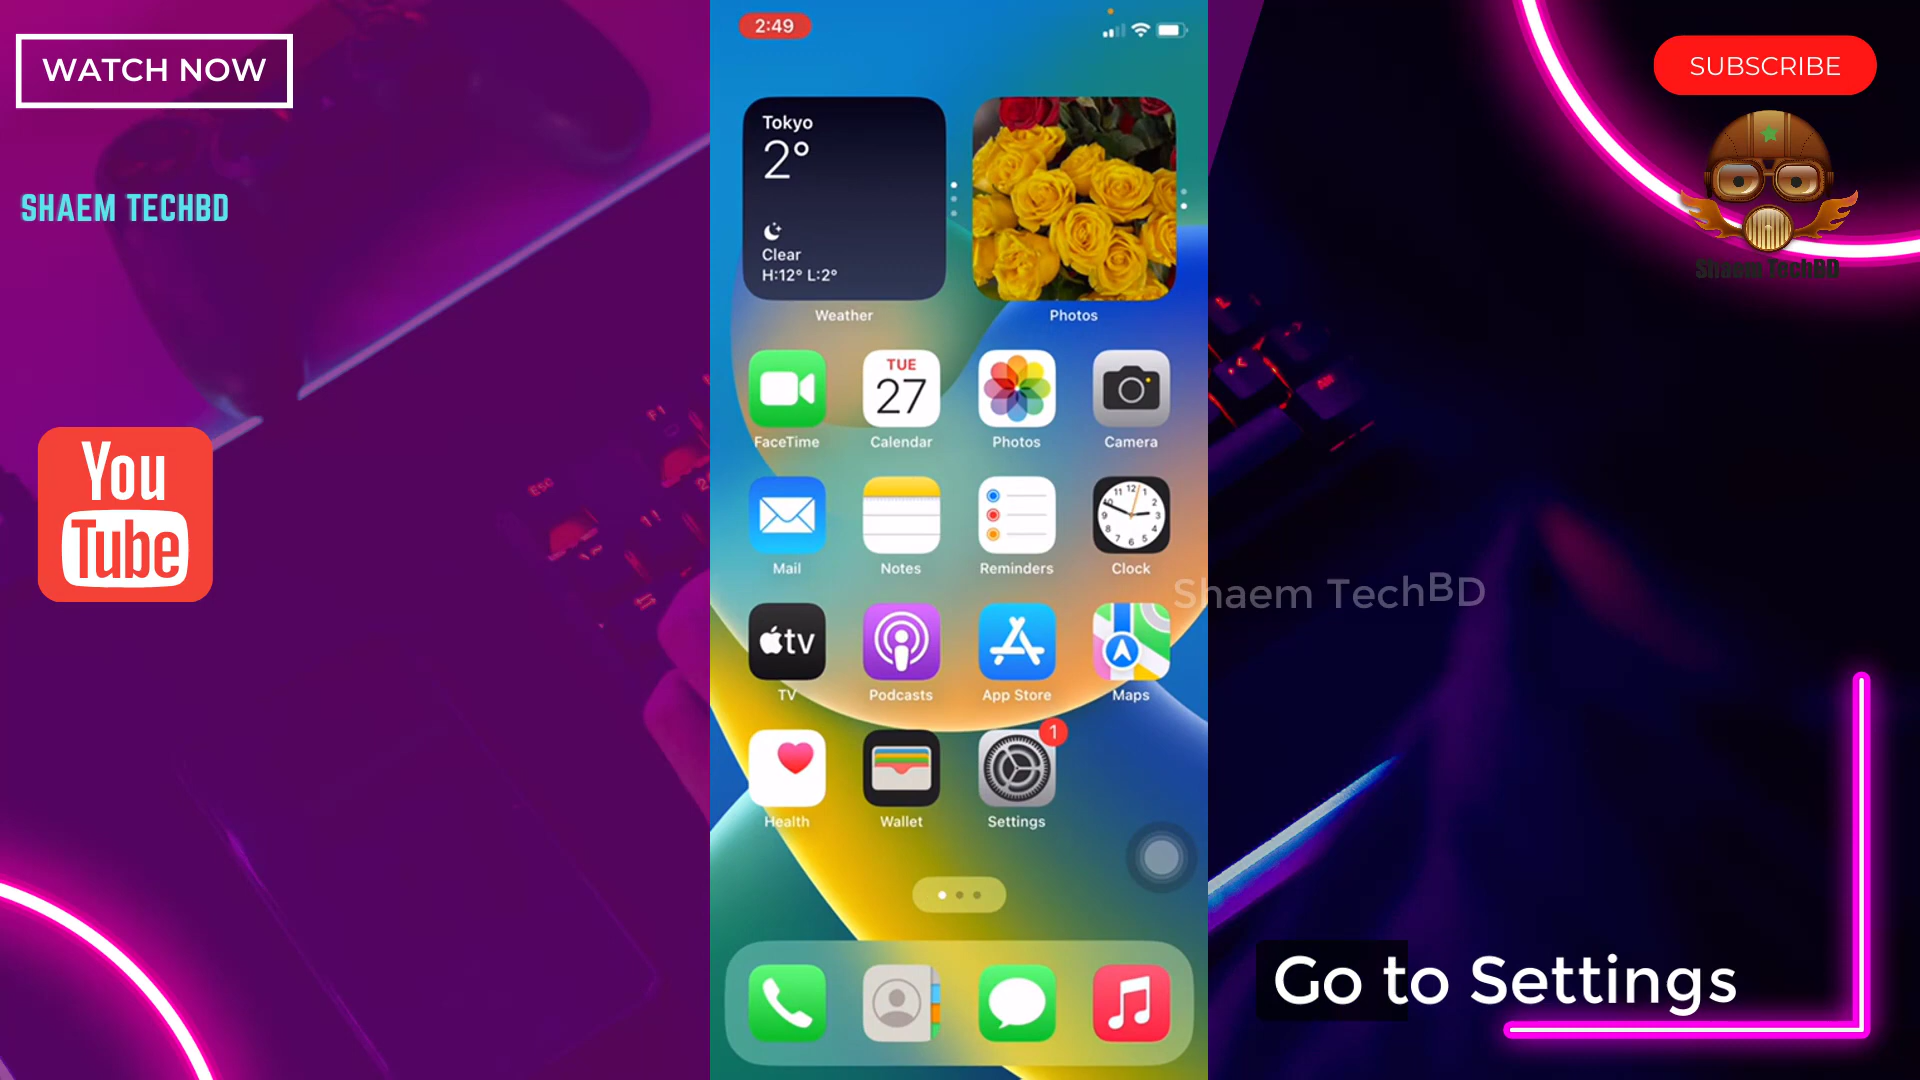 WATCH NOW
SHAEM TECHBD
You
Tube
2:49
Tokyo
2°
Clear
H:12° L:2°
Weather
Photos
TUE
27
FaceTime
Calendar
Photos
Camera
Mail
Notes
Reminders
Clock
tv
TV
Podcasts
App Store
Maps
1
Health
Wallet
Settings
SUBSCRIBE
Shaem TechBD
Shaem TechBD
Go to Settings